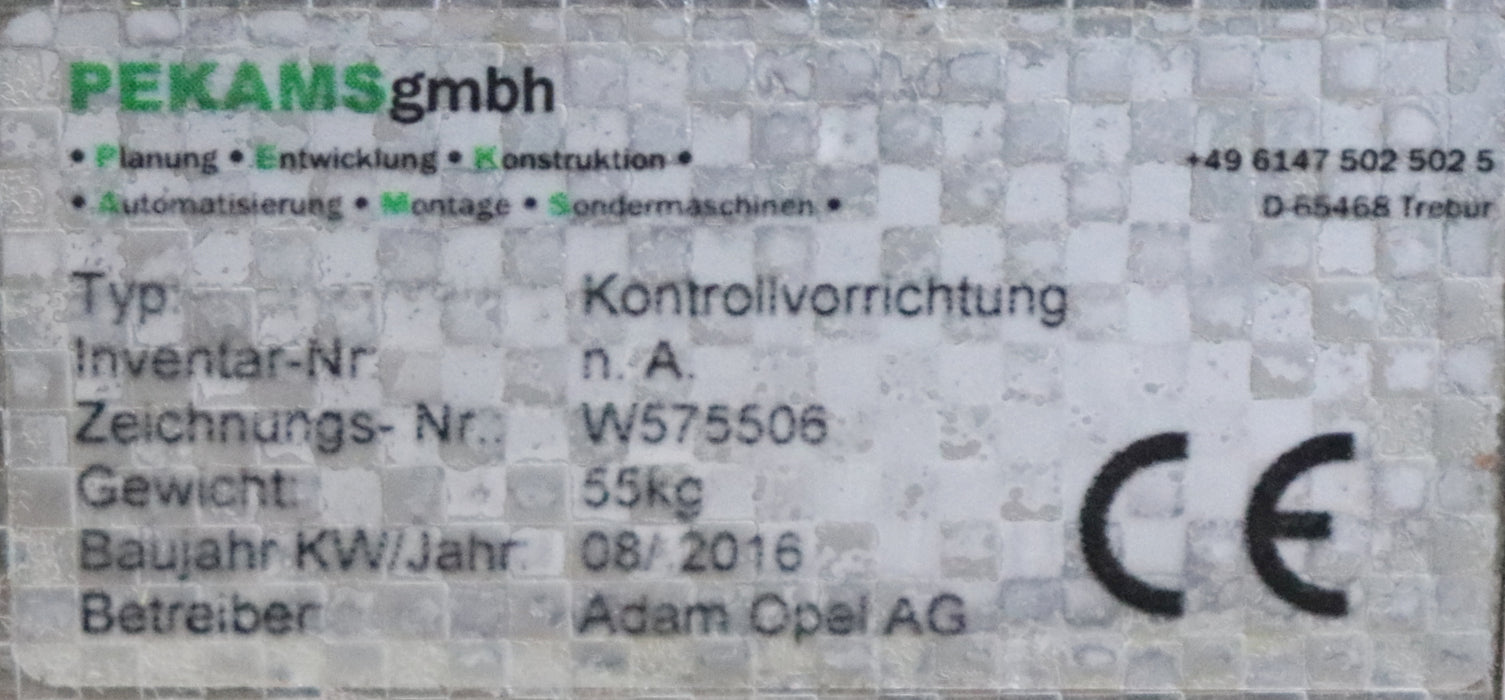 PEKAMSgmbh
• Planung • Entwicklung • Konstruktion • +49 6147 502 502 5
• Automatisierung • Montage • Sondermaschinen • D-65468 Trebur
Typ: Kontrollvorrichtung
Inventar-Nr: n. A.
Zeichnungs- Nr.: W575506
Gewicht: 55kg
Baujahr KW/Jahr: 08/ 2016
Betreiber: Adam Opel AG
CE